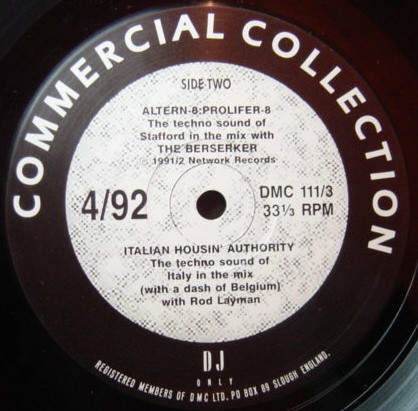 COMMERCIAL COLLECTION
SIDE TWO
ALTERN-8:PROLIFER-8
The techno sound of
Stafford in the mix with
THE BERSERKER
℗ 1991/2 Network Records
4/92
DMC 111/3
33⅓ RPM
ITALIAN HOUSIN' AUTHORITY
The techno sound of
Italy in the mix
(with a dash of Belgium)
with Rod Layman
DJ
ONLY
REGISTERED MEMBERS OF DMC LTD. PO BOX 89 SLOUGH ENGLAND.